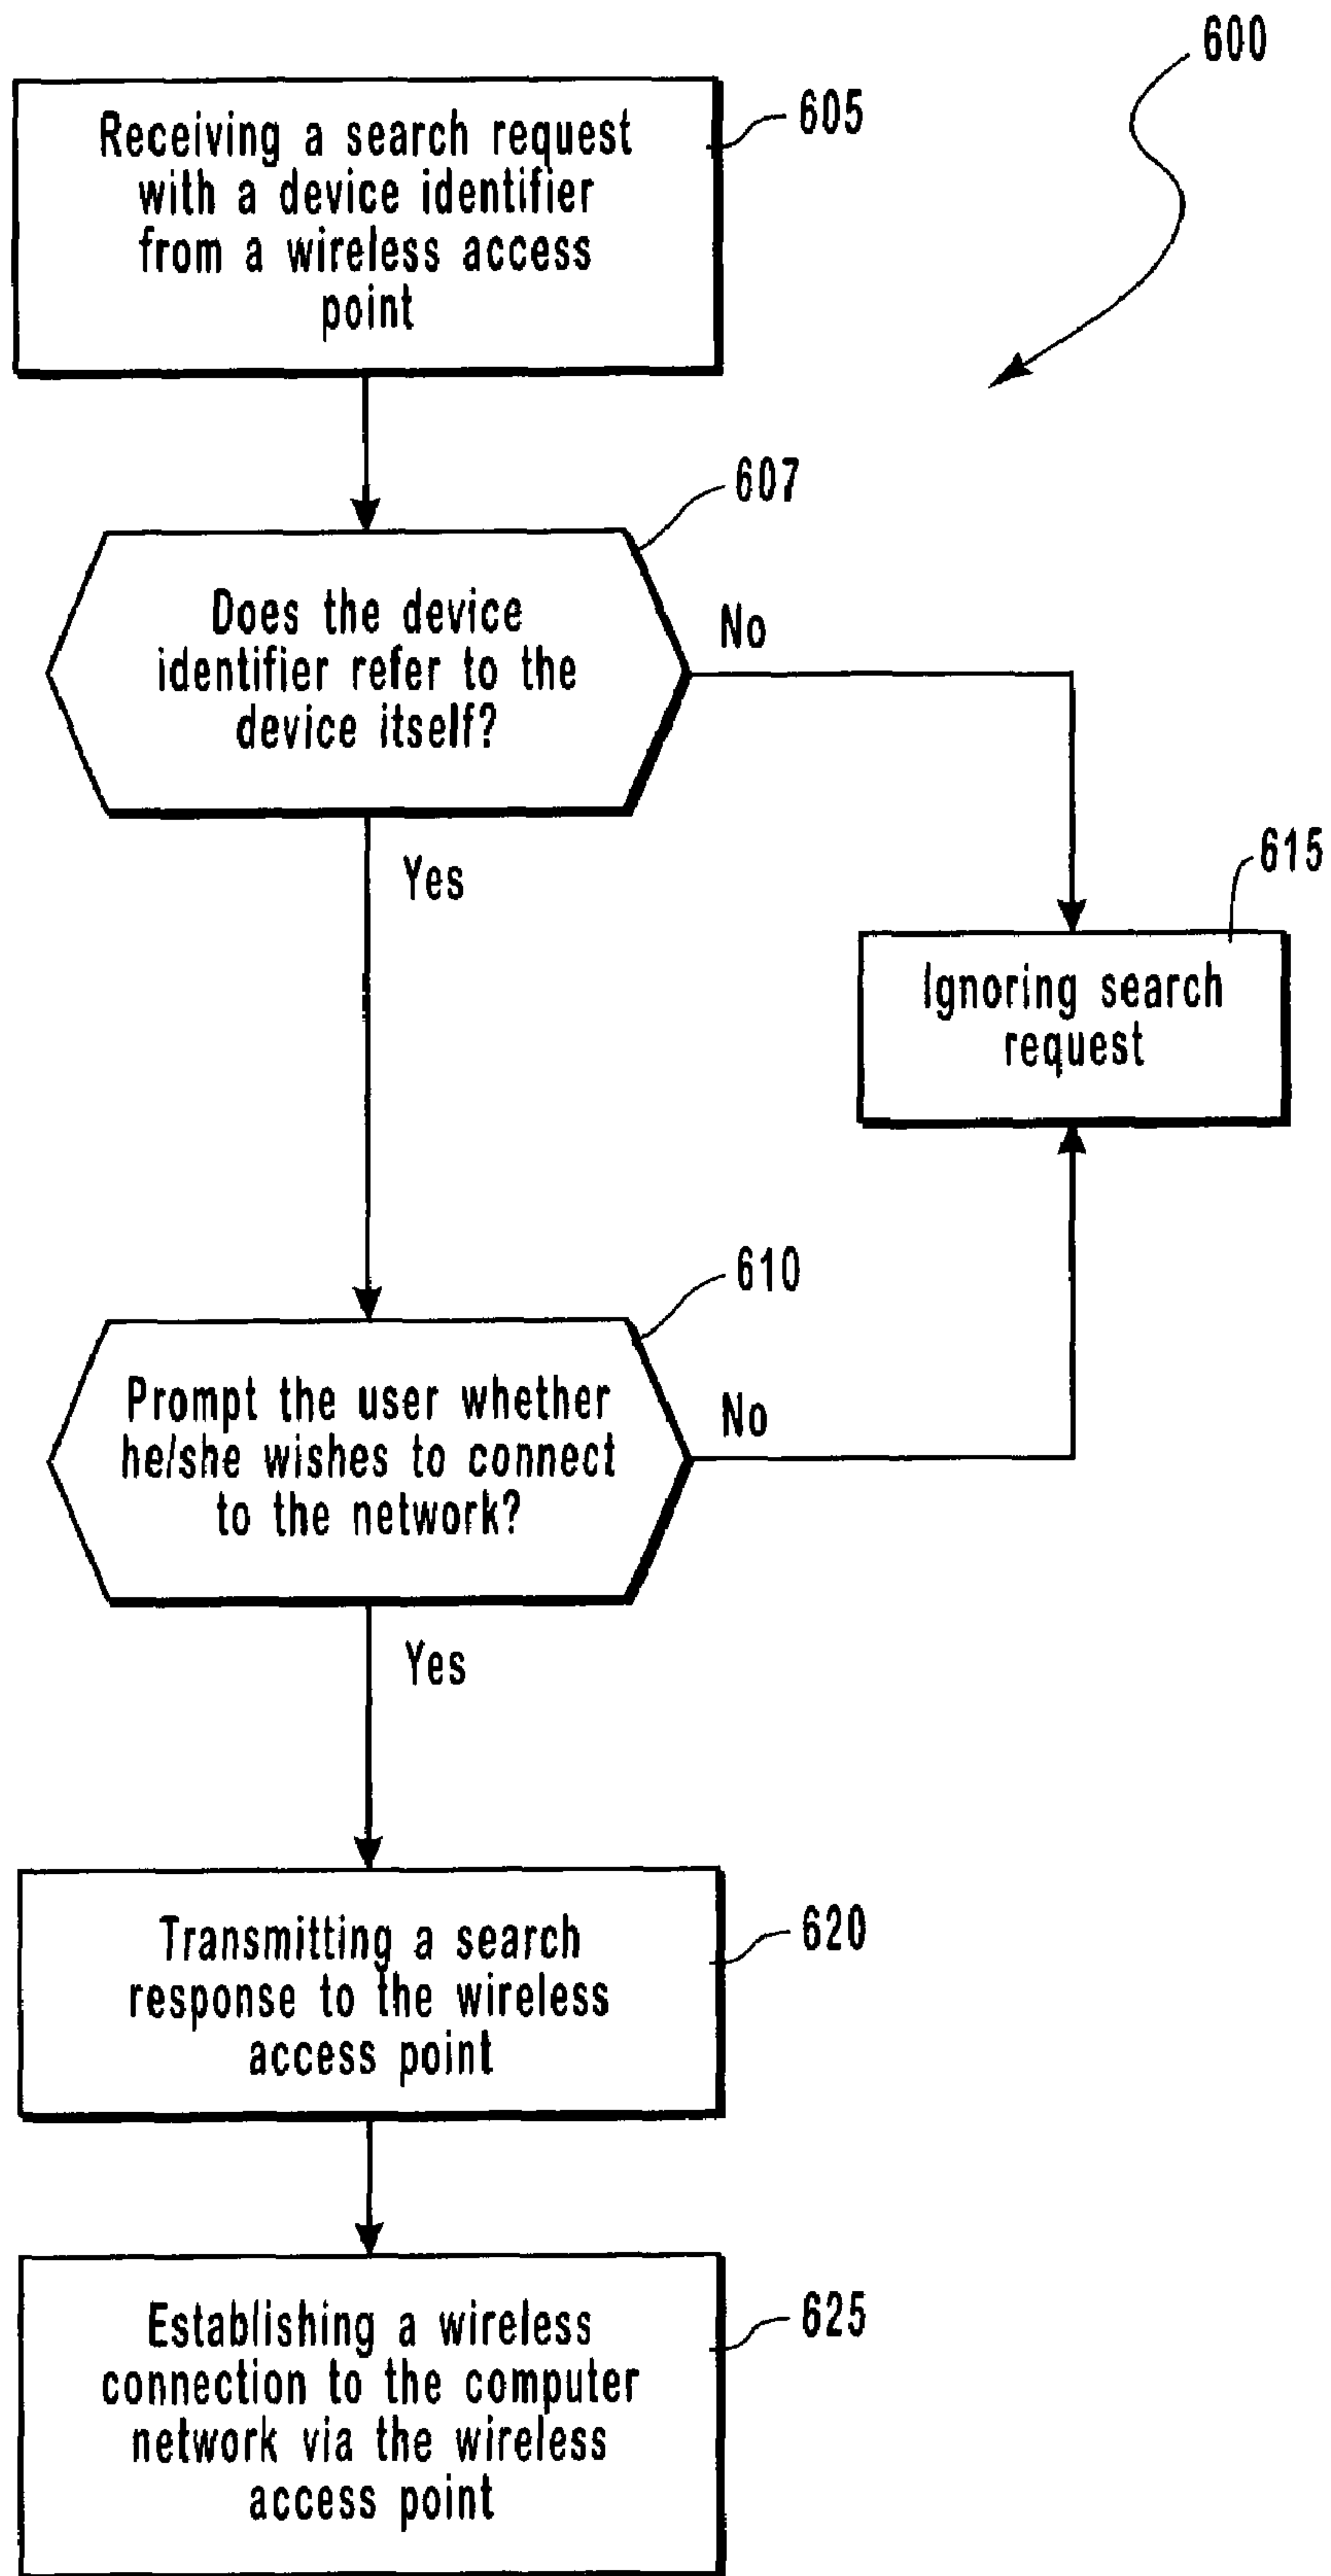 600
Receiving a search request
with a device identifier
from a wireless access
point
605
607
Does the device
identifier refer to the
device itself?
No
Yes
615
Ignoring search
request
610
Prompt the user whether
he/she wishes to connect
to the network?
No
Yes
Transmitting a search
response to the wireless
access point
620
Establishing a wireless
connection to the computer
network via the wireless
access point
625